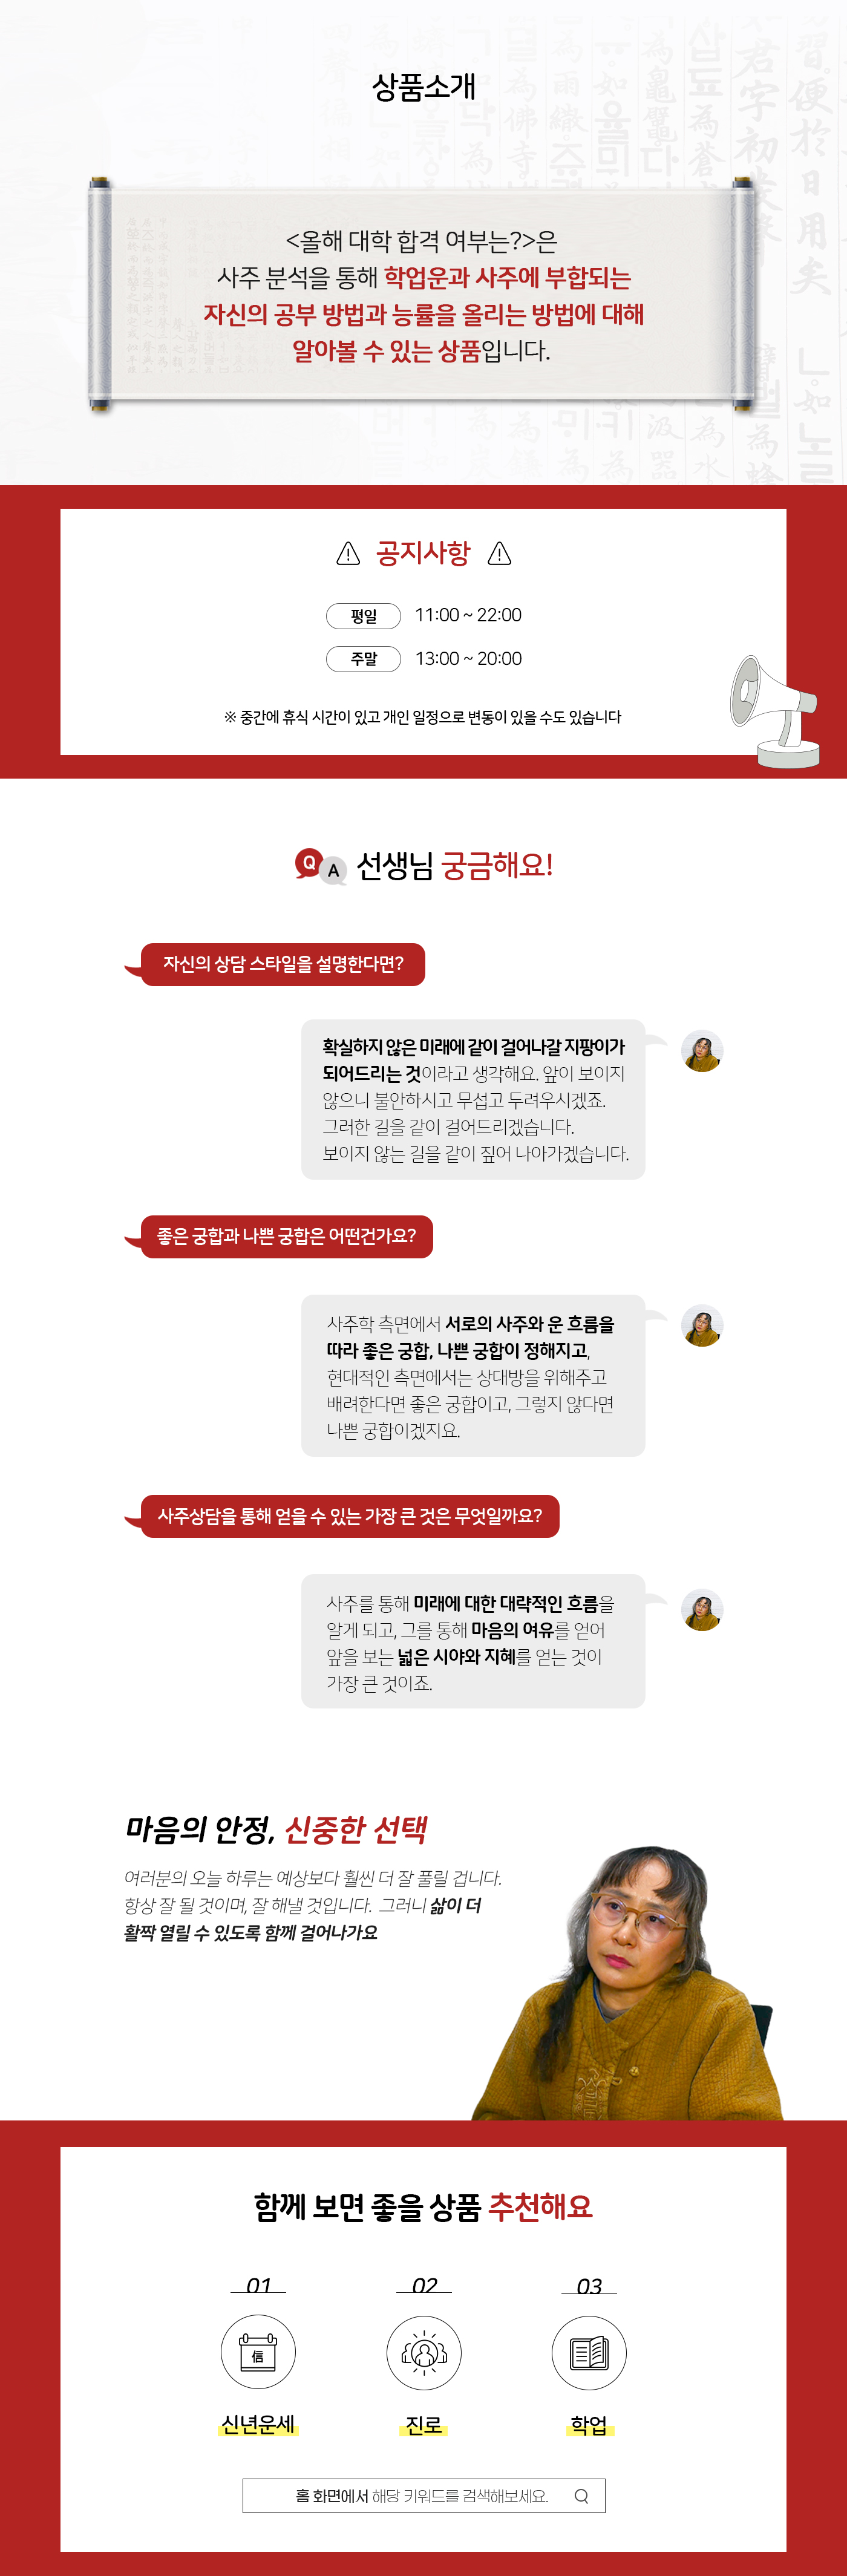 상품소개
<올해 대학 합격 여부는?>은
사주 분석을 통해 학업운과 사주에 부합되는
자신의 공부 방법과 능률을 올리는 방법에 대해
알아볼 수 있는 상품입니다.
공지사항
평일 11:00 ~ 22:00
주말 13:00 ~ 20:00
※ 중간에 휴식 시간이 있고 개인 일정으로 변동이 있을 수도 있습니다
Q A 선생님 궁금해요!
자신의 상담 스타일을 설명한다면?
확실하지 않은 미래에 같이 걸어나갈 지팡이가
되어드리는 것이라고 생각해요. 앞이 보이지
않으니 불안하시고 무섭고 두려우시겠죠.
그러한 길을 같이 걸어드리겠습니다.
보이지 않는 길을 같이 짚어 나아가겠습니다.
좋은 궁합과 나쁜 궁합은 어떤건가요?
사주학 측면에서 서로의 사주와 운 흐름을
따라 좋은 궁합, 나쁜 궁합이 정해지고,
현대적인 측면에서는 상대방을 위해주고
배려한다면 좋은 궁합이고, 그렇지 않다면
나쁜 궁합이겠지요.
사주상담을 통해 얻을 수 있는 가장 큰 것은 무엇일까요?
사주를 통해 미래에 대한 대략적인 흐름을
알게 되고, 그를 통해 마음의 여유를 얻어
앞을 보는 넓은 시야와 지혜를 얻는 것이
가장 큰 것이죠.
마음의 안정, 신중한 선택
여러분의 오늘 하루는 예상보다 훨씬 더 잘 풀릴 겁니다.
항상 잘 될 것이며, 잘 해낼 것입니다. 그러니 삶이 더
활짝 열릴 수 있도록 함께 걸어나가요
함께 보면 좋을 상품 추천해요
01 02 03
信
신년운세 진로 학업
홈 화면에서 해당 키워드를 검색해보세요.